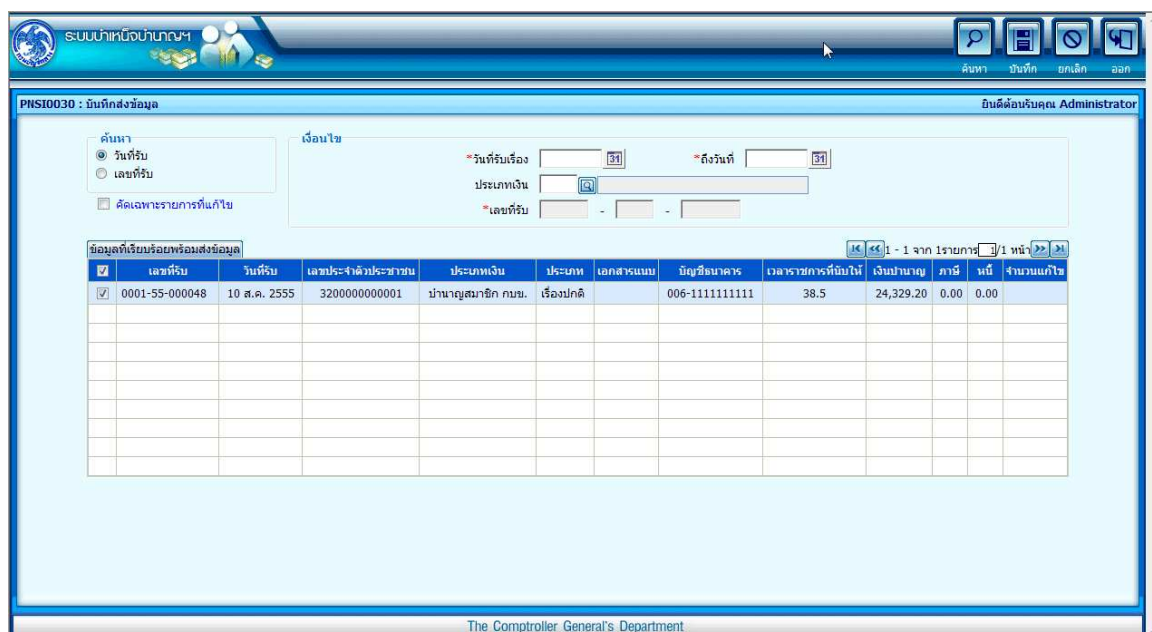 ระบบบำเหน็จบำนาญฯ
ค้นหา บันทึก ยกเลิก ออก
PNSI0030 : บันทึกส่งข้อมูล ยินดีต้อนรับคุณ Administrator
ค้นหา เงื่อนไข
วันที่รับ *วันที่รับเรื่อง 31 *ถึงวันที่ 31
เลขที่รับ ประเภทเงิน
คัดเฉพาะรายการที่แก้ไข *เลขที่รับ - -
ข้อมูลที่เรียบร้อยพร้อมส่งข้อมูล 1 - 1 จาก 1รายการ 1/1 หน้า
เลขที่รับ วันที่รับ เลขประจำตัวประชาชน ประเภทเงิน ประเภท เอกสารแนบ บัญชีธนาคาร เวลาราชการที่นับให้ เงินบำนาญ ภาษี หนี้ จำนวนแก้ไข
0001-55-000048 10 ส.ค. 2555 3200000000001 บำนาญสมาชิก กบข. เรื่องปกติ 006-1111111111 38.5 24,329.20 0.00 0.00
The Comptroller General's Department